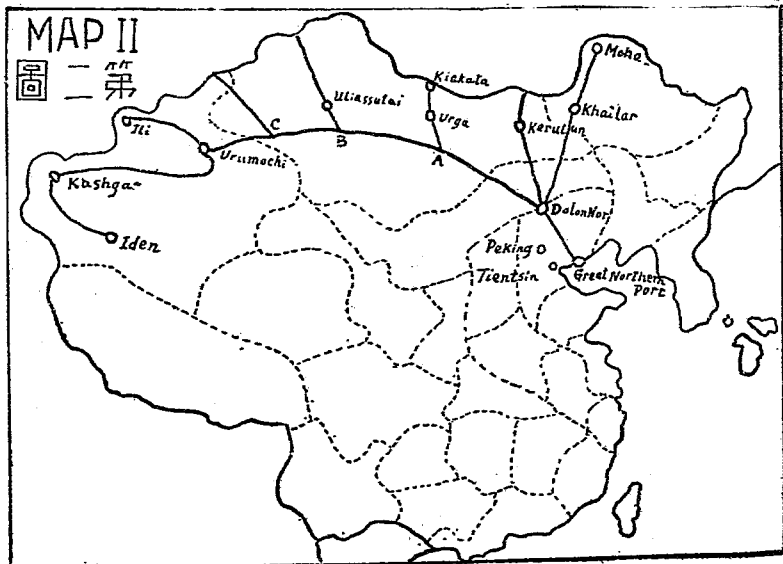 MAP II
圖二第
Kiakata
Mohe
Uliassutai
Urga
Khailar
Ili
C
Kerulun
Urumochi
B
A
Kashgar
DolonNor
Iden
Peking
Tientsin
Great Northern
Port